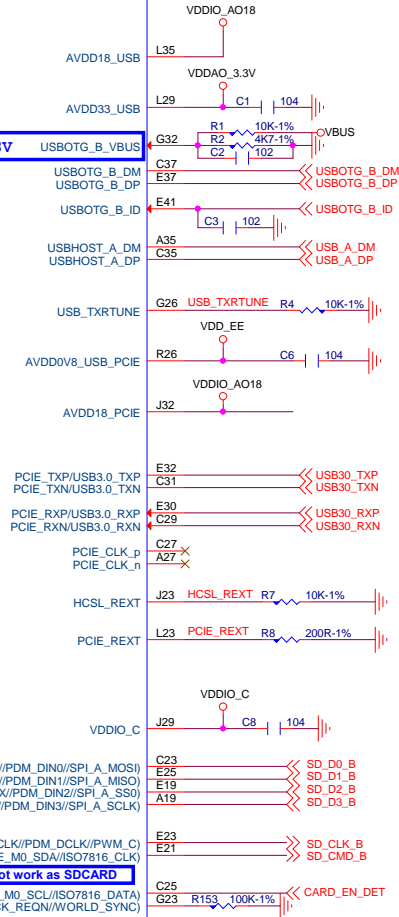 VDDIO_AO18
AVDD18_USB L35
VDDAO_3.3V
AVDD33_USB L29 C1 104
R1 10K-1% VBUS
USBOTG_B_VBUS G32 R2 4K7-1%
C2 102
USBOTG_B_DM C37 USBOTG_B_DM
USBOTG_B_DP E37 USBOTG_B_DP
USBOTG_B_ID E41 USBOTG_B_ID
C3 102
USBHOST_A_DM A35 USB_A_DM
USBHOST_A_DP C35 USB_A_DP
USB_TXRTUNE G26 USB_TXRTUNE R4 10K-1%
VDD_EE
AVDD0V8_USB_PCIE R26 C6 104
VDDIO_AO18
AVDD18_PCIE J32
PCIE_TXP/USB3.0_TXP E32 USB30_TXP
PCIE_TXN/USB3.0_TXN C31 USB30_TXN
PCIE_RXP/USB3.0_RXP E30 USB30_RXP
PCIE_RXN/USB3.0_RXN C29 USB30_RXN
PCIE_CLK_p C27
PCIE_CLK_n A27
HCSL_REXT J23 HCSL_REXT R7 10K-1%
PCIE_REXT L23 PCIE_REXT R8 200R-1%
VDDIO_C
VDDIO_C J29 C8 104
//PDM_DIN0//SPI_A_MOSI) C23 SD_D0_B
//PDM_DIN1//SPI_A_MISO) E25 SD_D1_B
X//PDM_DIN2//SPI_A_SS0) E19 SD_D2_B
//PDM_DIN3//SPI_A_SCLK) A19 SD_D3_B
CLK//PDM_DCLK//PWM_C) E23 SD_CLK_B
E_M0_SDA//ISO7816_CLK) E21 SD_CMD_B
ot work as SDCARD
M0_SCL//ISO7816_DATA) C25 CARD_EN_DET
CK_REQN//WORLD_SYNC) G23 R153 100K-1%